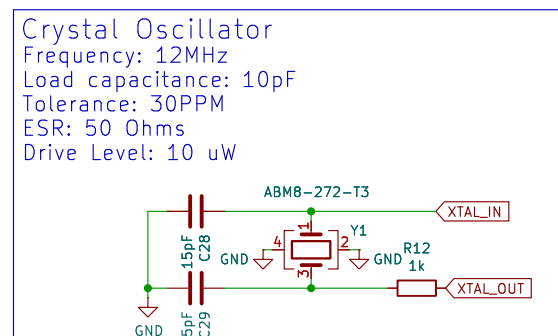 Crystal Oscillator
Frequency: 12MHz
Load capacitance: 10pF
Tolerance: 30PPM
ESR: 50 Ohms
Drive Level: 10 uW
ABM8-272-T3
XTAL_IN
1
Y1
15pF
C28
GND
4
2
GND
R12
1k
3
XTAL_OUT
5pF
C29
GND